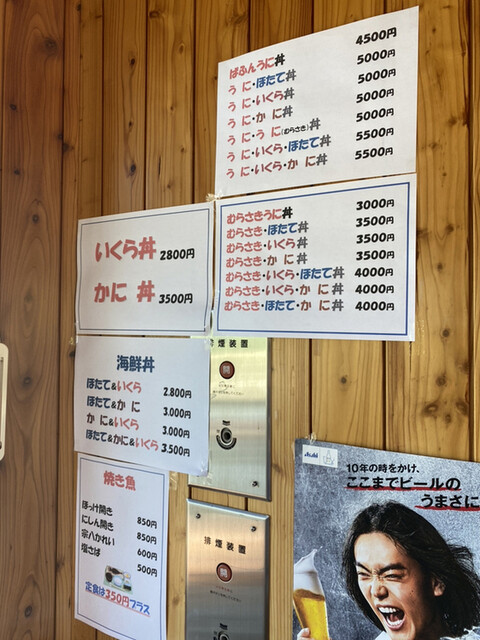 ばふんうに丼 4500円
う に・ほたて丼 5000円
う に・いくら丼 5000円
う に・か に丼 5000円
う に・う に(むらさき)丼 5000円
う に・いくら・ほたて丼 5500円
う に・いくら・か に丼 5500円
むらさきうに丼 3000円
むらさき・ほたて丼 3500円
むらさき・いくら丼 3500円
むらさき・か に丼 3500円
むらさき・いくら・ほたて丼 4000円
むらさき・いくら・か に丼 4000円
むらさき・ほたて・か に丼 4000円
いくら丼 2800円
かに 丼 3500円
海鮮丼
ほたて&いくら 2.800円
ほたて&か に 3.000円
か に&いくら 3.000円
ほたて&かに&いくら 3.500円
焼き魚
ほっけ開き 850円
にしん開き 850円
宗八かれい 600円
塩さば 500円
定食は350円プラス
煙装置
開
排煙装置
開
Asahi
10年の時をかけ、
ここまでビールの
うまさに